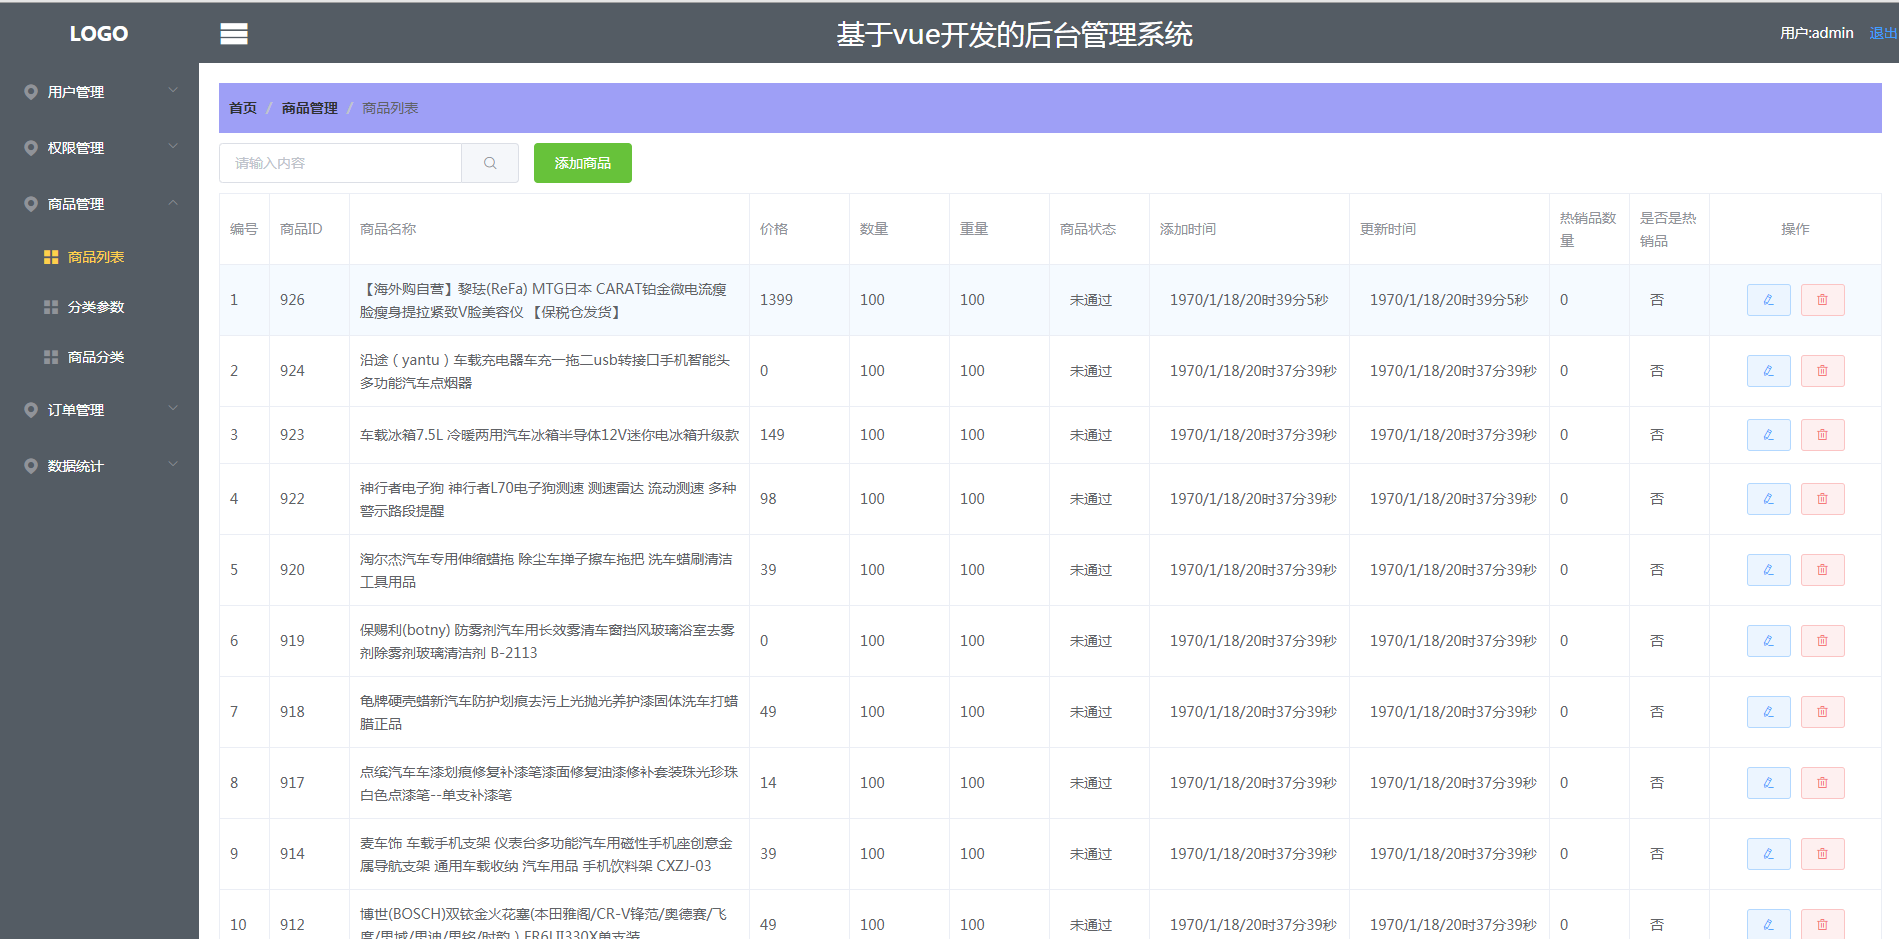 LOGO
基于vue开发的后台管理系统
用户:admin 退出
用户管理
权限管理
商品管理
商品列表
分类参数
商品分类
订单管理
数据统计
首页 / 商品管理 / 商品列表
请输入内容
添加商品
编号 商品ID 商品名称 价格 数量 重量 商品状态 添加时间 更新时间 热销品数 是否是热 操作
量 销品
1 926 【海外购自营】黎珐(ReFa) MTG日本 CARAT铂金微电流瘦 1399 100 100 未通过 1970/1/18/20时39分5秒 1970/1/18/20时39分5秒 0 否
脸瘦身提拉紧致V脸美容仪 【保税仓发货】
2 924 沿途（yantu）车载充电器车充一拖二usb转接口手机智能头 0 100 100 未通过 1970/1/18/20时37分39秒 1970/1/18/20时37分39秒 0 否
多功能汽车点烟器
3 923 车载冰箱7.5L 冷暖两用汽车冰箱半导体12V迷你电冰箱升级款 149 100 100 未通过 1970/1/18/20时37分39秒 1970/1/18/20时37分39秒 0 否
4 922 神行者电子狗 神行者L70电子狗测速 测速雷达 流动测速 多种 98 100 100 未通过 1970/1/18/20时37分39秒 1970/1/18/20时37分39秒 0 否
警示路段提醒
5 920 淘尔杰汽车专用伸缩蜡拖 除尘车掸子擦车拖把 洗车蜡刷清洁 39 100 100 未通过 1970/1/18/20时37分39秒 1970/1/18/20时37分39秒 0 否
工具用品
6 919 保赐利(botny) 防雾剂汽车用长效雾清车窗挡风玻璃浴室去雾 0 100 100 未通过 1970/1/18/20时37分39秒 1970/1/18/20时37分39秒 0 否
剂除雾剂玻璃清洁剂 B-2113
7 918 龟牌硬壳蜡新汽车防护划痕去污上光抛光养护漆固体洗车打蜡 49 100 100 未通过 1970/1/18/20时37分39秒 1970/1/18/20时37分39秒 0 否
腊正品
8 917 点缤汽车车漆划痕修复补漆笔漆面修复油漆修补套装珠光珍珠 14 100 100 未通过 1970/1/18/20时37分39秒 1970/1/18/20时37分39秒 0 否
白色点漆笔--单支补漆笔
9 914 麦车饰 车载手机支架 仪表台多功能汽车用磁性手机座创意金 39 100 100 未通过 1970/1/18/20时37分39秒 1970/1/18/20时37分39秒 0 否
属导航支架 通用车载收纳 汽车用品 手机饮料架 CXZJ-03
10 912 博世(BOSCH)双铱金火花塞(本田雅阁/CR-V锋范/奥德赛/飞 49 100 100 未通过 1970/1/18/20时37分39秒 1970/1/18/20时37分39秒 0 否